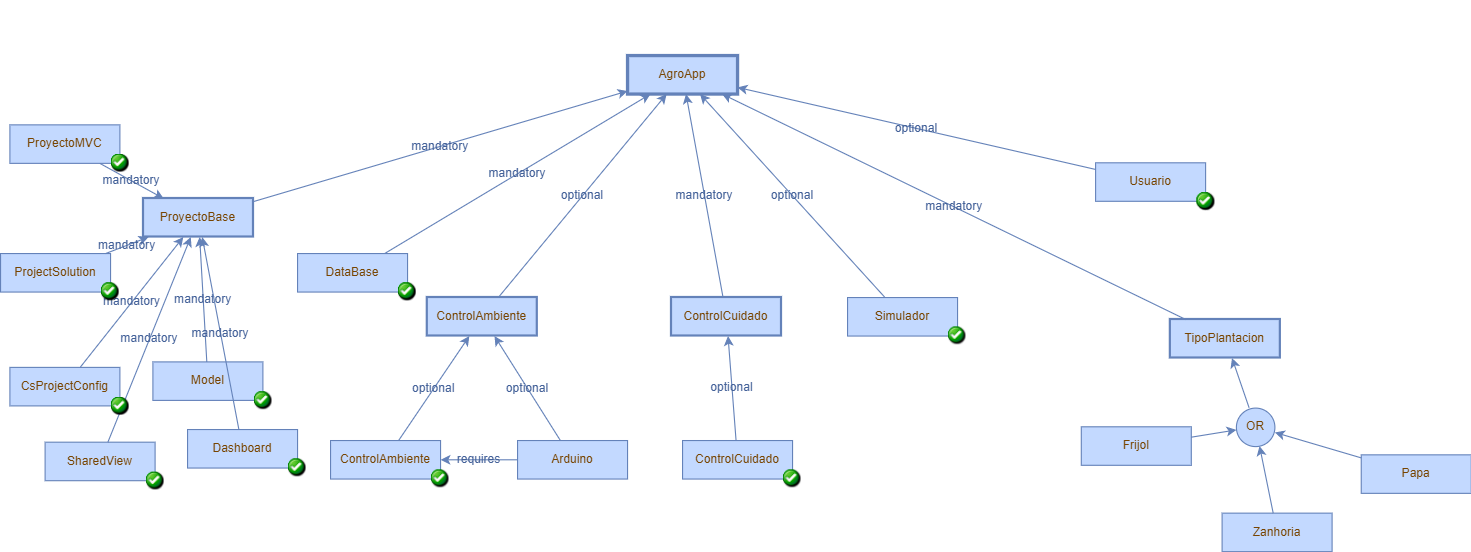 AgroApp
ProyectoMVC
mandatory
optional
mandatory
mandatory
Usuario
mandatory
optional
mandatory
optional
mandatory
ProyectoBase
mandatory
ProjectSolution
DataBase
mandatory
mandatory
ControlAmbiente
ControlCuidado
Simulador
mandatory
mandatory
TipoPlantacion
CsProjectConfig
Model
optional
optional
optional
OR
Frijol
Dashboard
SharedView
ControlAmbiente
requires
Arduino
ControlCuidado
Papa
Zanhoria